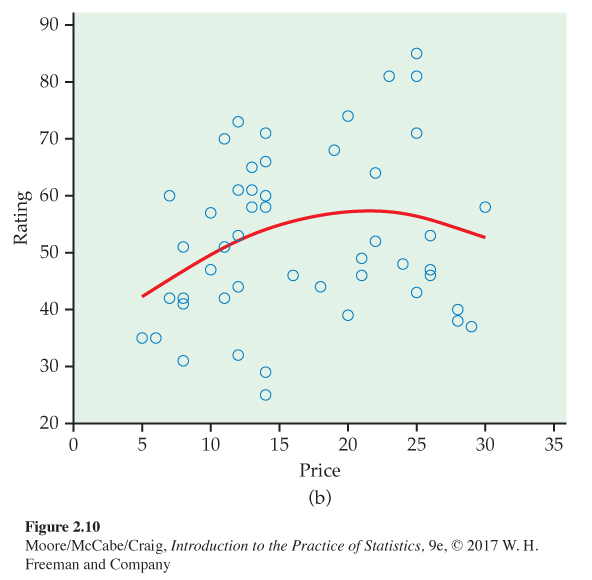 90
80
70
60
50
40
30
20
Rating
0 5 10 15 20 25 30 35
Price
(b)
Figure 2.10
Moore/McCabe/Craig, Introduction to the Practice of Statistics, 9e, © 2017 W. H.
Freeman and Company